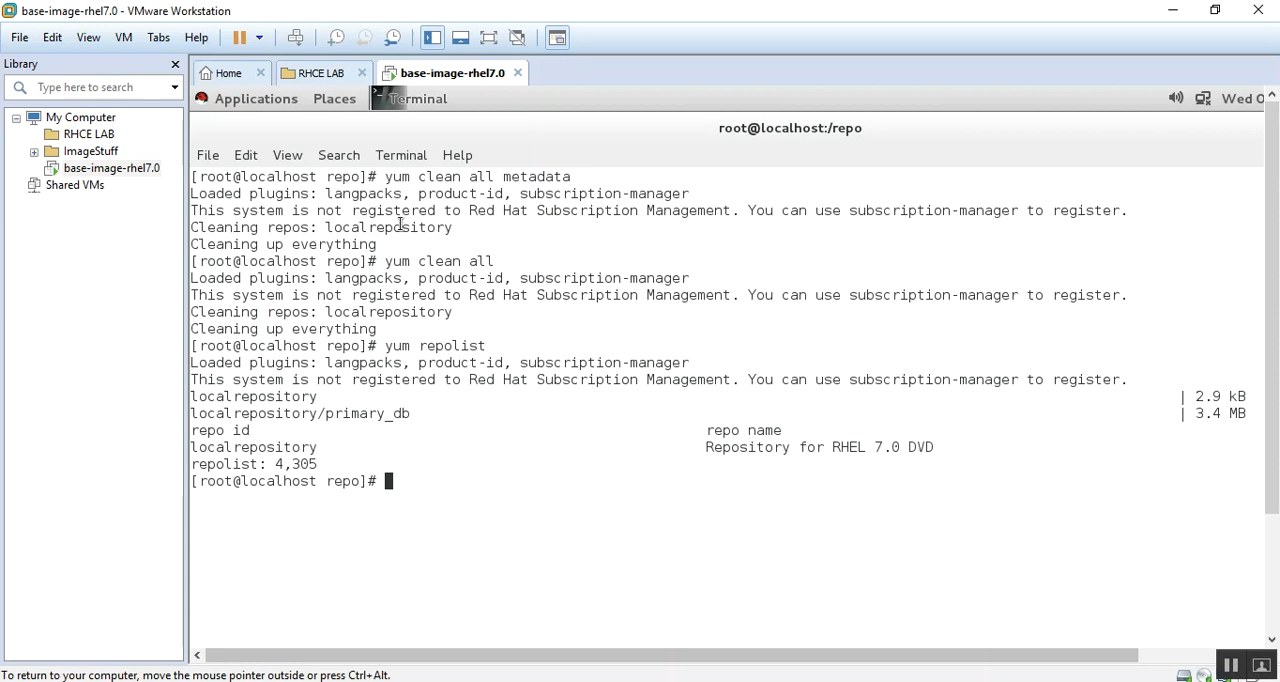 base-image-rhel7.0 - VMware Workstation
File Edit View VM Tabs Help
Library
Type here to search
My Computer
RHCE LAB
ImageStuff
base-image-rhel7.0
Shared VMs
Home RHCE LAB base-image-rhel7.0
Applications Places Terminal Wed O
root@localhost:/repo
File Edit View Search Terminal Help
[root@localhost repo]# yum clean all metadata
Loaded plugins: langpacks, product-id, subscription-manager
This system is not registered to Red Hat Subscription Management. You can use subscription-manager to register.
Cleaning repos: localrepository
Cleaning up everything
[root@localhost repo]# yum clean all
Loaded plugins: langpacks, product-id, subscription-manager
This system is not registered to Red Hat Subscription Management. You can use subscription-manager to register.
Cleaning repos: localrepository
Cleaning up everything
[root@localhost repo]# yum repolist
Loaded plugins: langpacks, product-id, subscription-manager
This system is not registered to Red Hat Subscription Management. You can use subscription-manager to register.
localrepository | 2.9 kB
localrepository/primary_db | 3.4 MB
repo id repo name
localrepository Repository for RHEL 7.0 DVD
repolist: 4,305
[root@localhost repo]#
To return to your computer, move the mouse pointer outside or press Ctrl+Alt.